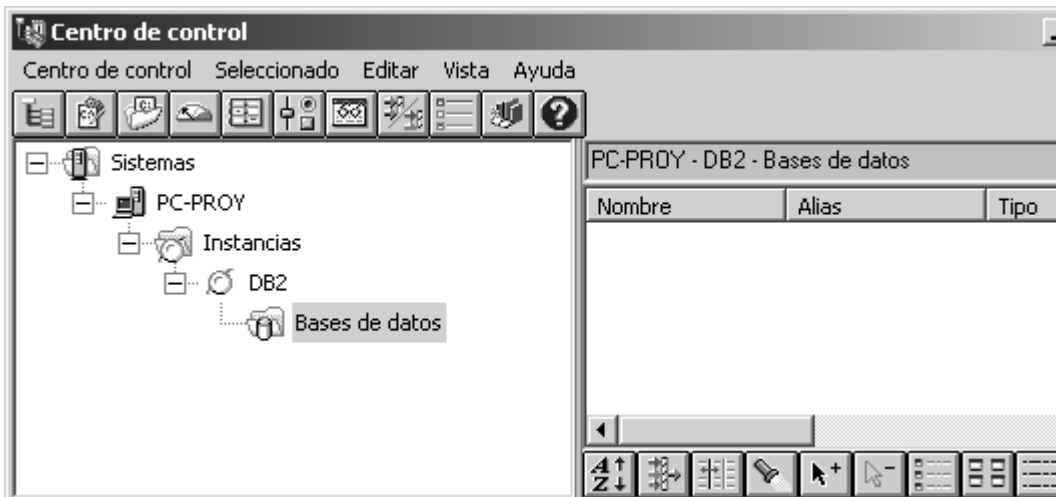 Centro de control
Centro de control Seleccionado Editar Vista Ayuda
Sistemas
PC-PROY
Instancias
DB2
Bases de datos
PC-PROY - DB2 - Bases de datos
Nombre Alias Tipo